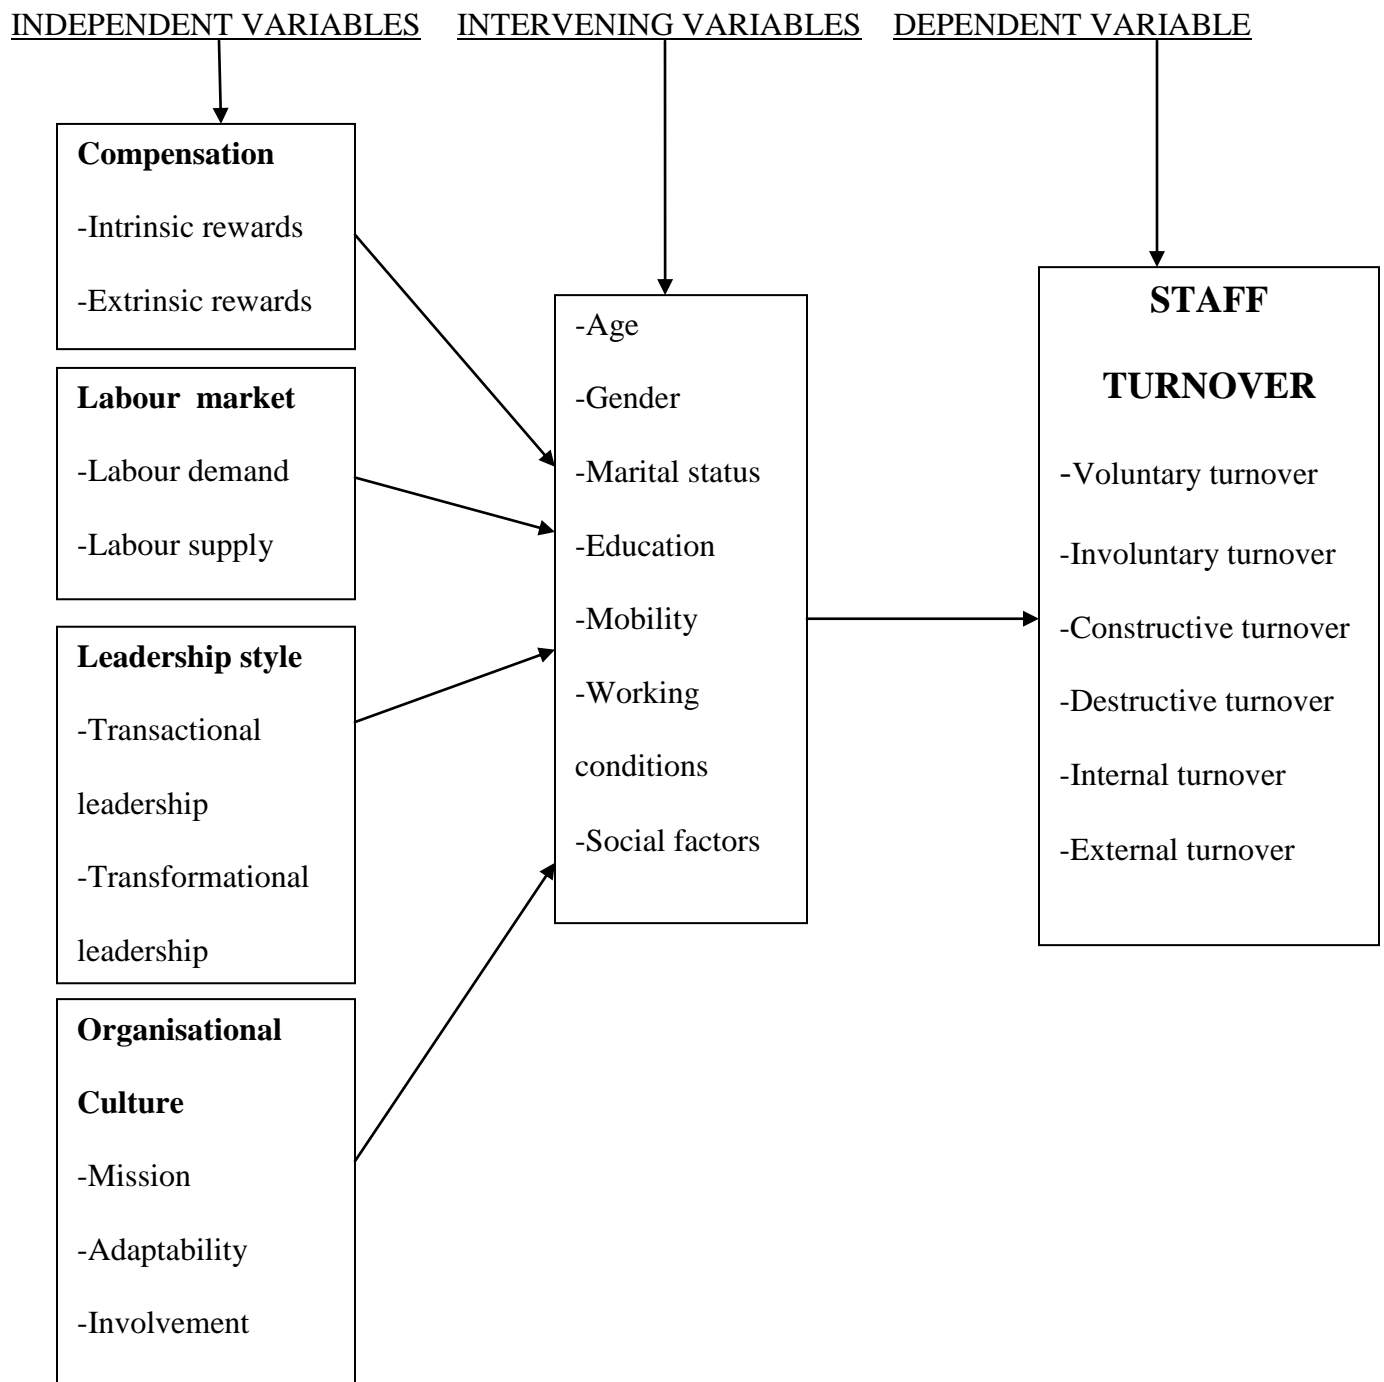 INDEPENDENT VARIABLES
INTERVENING VARIABLES
DEPENDENT VARIABLE
Compensation
-Intrinsic rewards
-Extrinsic rewards
Labour market
-Labour demand
-Labour supply
Leadership style
-Transactional
leadership
-Transformational
leadership
Organisational
Culture
-Mission
-Adaptability
-Involvement
-Age
-Gender
-Marital status
-Education
-Mobility
-Working
conditions
-Social factors
STAFF
TURNOVER
-Voluntary turnover
-Involuntary turnover
-Constructive turnover
-Destructive turnover
-Internal turnover
-External turnover